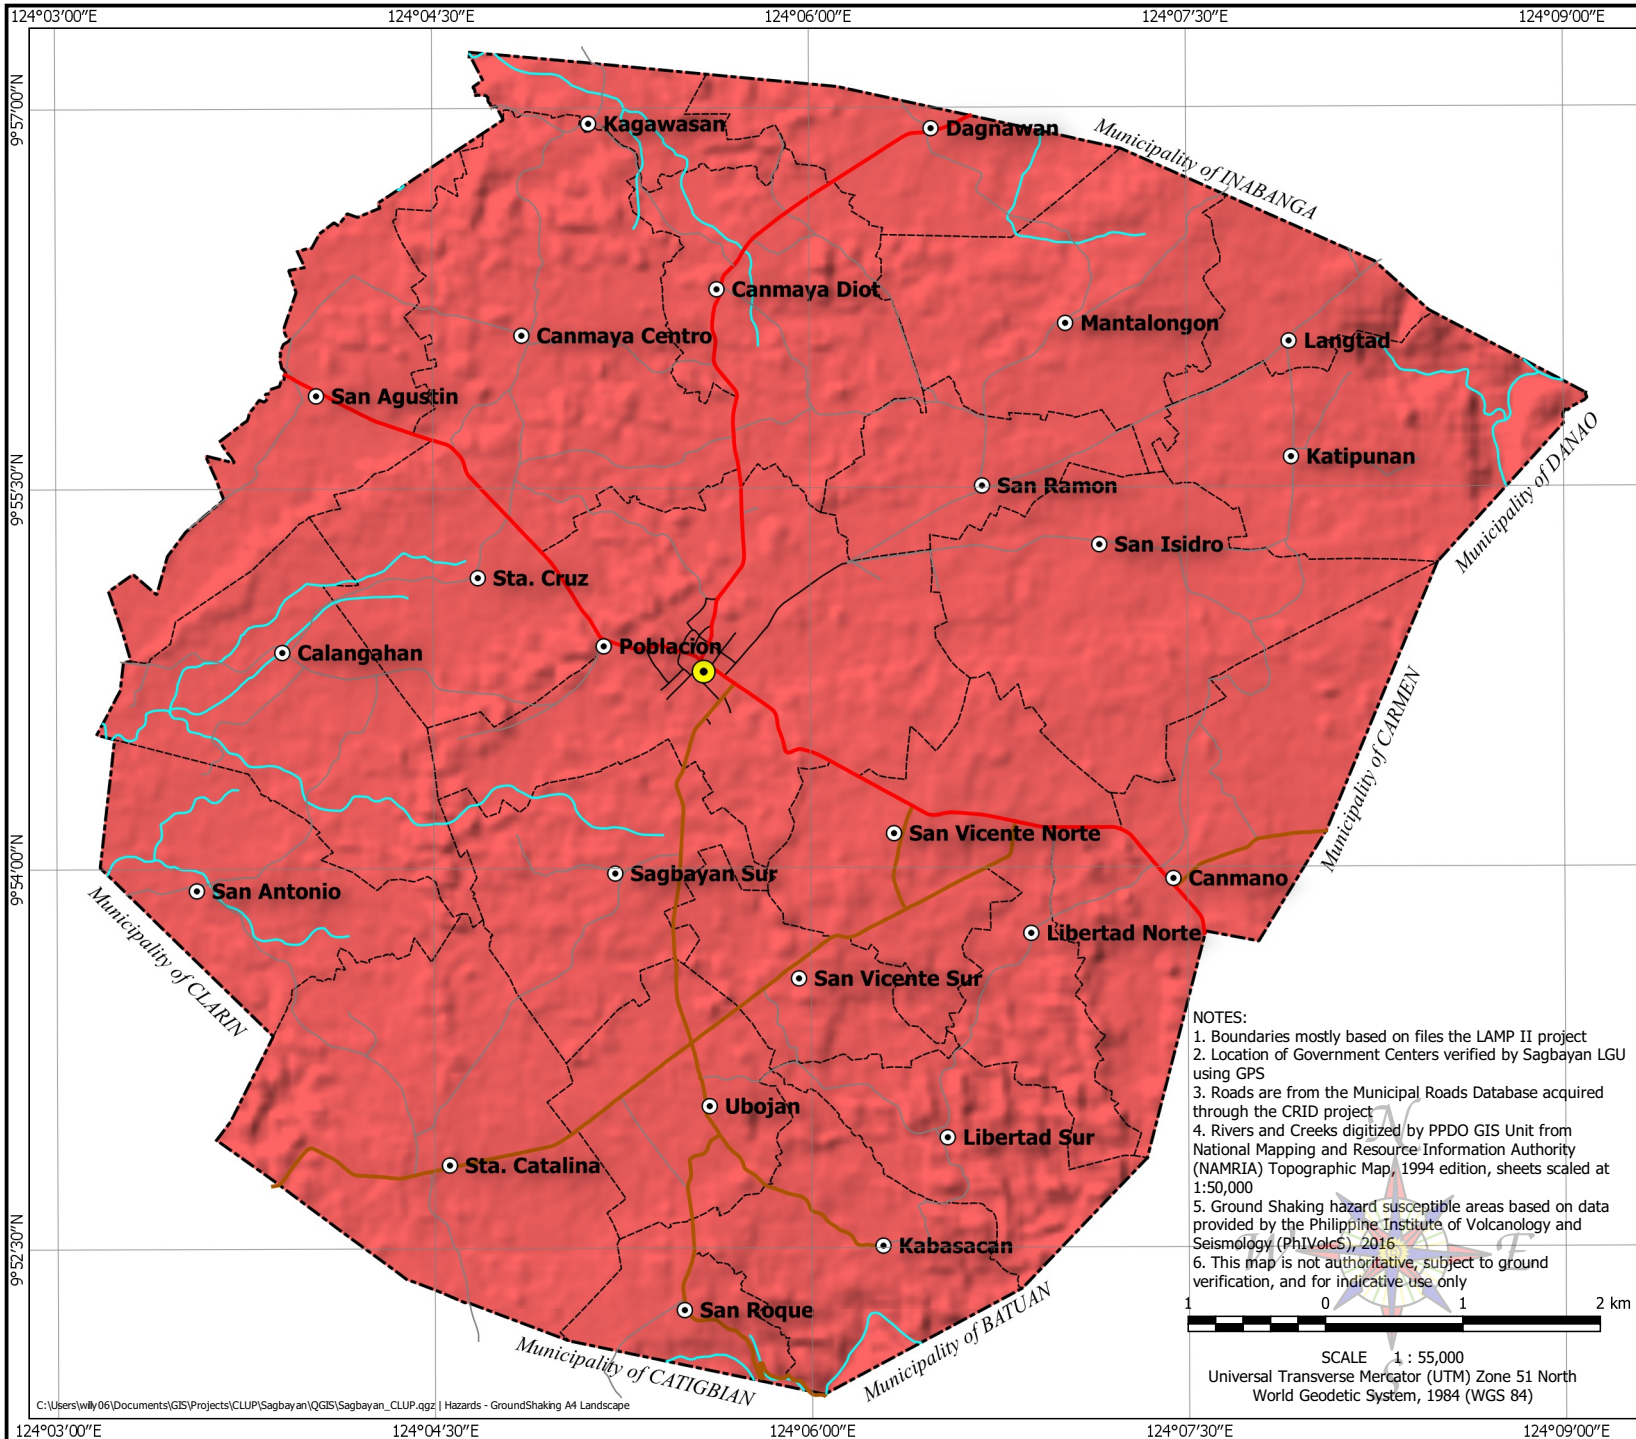 124°03'00"E 124°04'30"E 124°06'00"E 124°07'30"E 124°09'00"E
9°57'00"N
Kagawasan
Dagnawan
Municipality of INABANGA
Canmaya Diot
Mantalongon
Canmaya Centro
Langtad
San Agustin
Katipunan
Municipality of DANAO
9°55'30"N
San Ramon
San Isidro
Sta. Cruz
Poblacion
Calangahan
Municipality of CARMEN
San Vicente Norte
9°54'00"N
Sagbayan Sur
Canmano
San Antonio
Municipality of CLARIN
Libertad Norte
San Vicente Sur
Ubojan
Libertad Sur
Sta. Catalina
9°52'30"N
Kabasacan
San Roque
Municipality of BATUAN
Municipality of CATIGBIAN
NOTES:
1. Boundaries mostly based on files the LAMP II project
2. Location of Government Centers verified by Sagbayan LGU
using GPS
3. Roads are from the Municipal Roads Database acquired
through the CRID project
4. Rivers and Creeks digitized by PPDO GIS Unit from
National Mapping and Resource Information Authority
(NAMRIA) Topographic Map, 1994 edition, sheets scaled at
1:50,000
5. Ground Shaking hazard susceptible areas based on data
provided by the Philippine Institute of Volcanology and
Seismology (PhIVolcS), 2016
6. This map is not authoritative, subject to ground
verification, and for indicative use only
N
W
E
S
1 0 1 2 km
SCALE 1 : 55,000
Universal Transverse Mercator (UTM) Zone 51 North
World Geodetic System, 1984 (WGS 84)
C:\Users\willy06\Documents\GIS\Projects\CLUP\Sagbayan\QGIS\Sagbayan_CLUP.qgz | Hazards - GroundShaking A4 Landscape
124°03'00"E 124°04'30"E 124°06'00"E 124°07'30"E 124°09'00"E